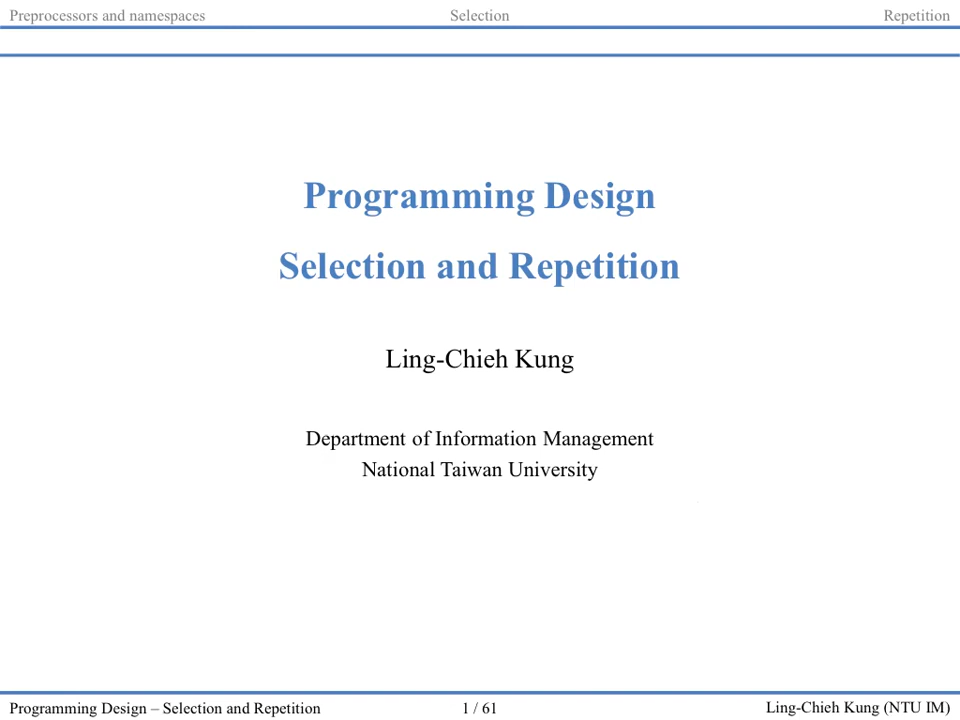 Preprocessors and namespaces Selection Repetition
Programming Design
Selection and Repetition
Ling-Chieh Kung
Department of Information Management
National Taiwan University
Programming Design – Selection and Repetition 1 / 61 Ling-Chieh Kung (NTU IM)